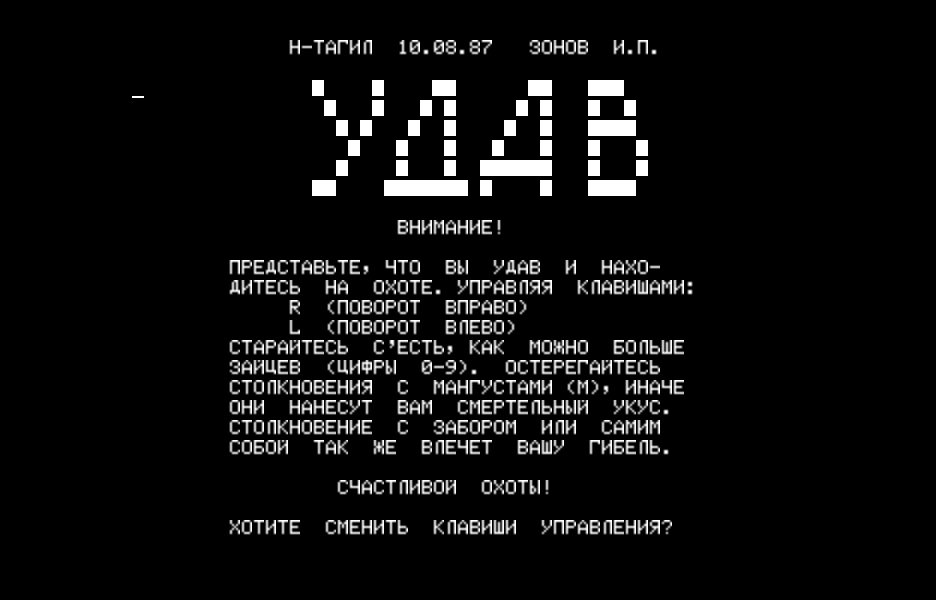 Н-ТАГИЛ 10.08.87 ЗОНОВ И.П.
УДАВ
ВНИМАНИЕ!
ПРЕДСТАВЬТЕ, ЧТО ВЫ УДАВ И НАХО-
ДИТЕСЬ НА ОХОТЕ. УПРАВЛЯЯ КЛАВИШАМИ:
R (ПОВОРОТ ВПРАВО)
L (ПОВОРОТ ВЛЕВО)
СТАРАЙТЕСЬ С'ЕСТЬ, КАК МОЖНО БОЛЬШЕ
ЗАЙЦЕВ (ЦИФРЫ 0-9). ОСТЕРЕГАЙТЕСЬ
СТОЛКНОВЕНИЯ С МАНГУСТАМИ (М), ИНАЧЕ
ОНИ НАНЕСУТ ВАМ СМЕРТЕЛЬНЫЙ УКУС.
СТОЛКНОВЕНИЕ С ЗАБОРОМ ИЛИ САМИМ
СОБОЙ ТАК ЖЕ ВЛЕЧЕТ ВАШУ ГИБЕЛЬ.
СЧАСТЛИВОЙ ОХОТЫ!
ХОТИТЕ СМЕНИТЬ КЛАВИШИ УПРАВЛЕНИЯ?